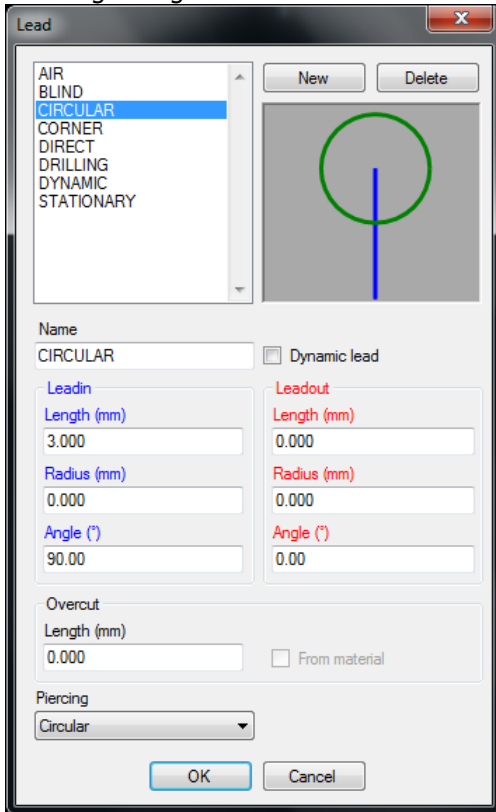 Lead
AIR
BLIND
CIRCULAR
CORNER
DIRECT
DRILLING
DYNAMIC
STATIONARY
New
Delete
Name
CIRCULAR
Dynamic lead
Leadin
Length (mm)
3.000
Radius (mm)
0.000
Angle (°)
90.00
Leadout
Length (mm)
0.000
Radius (mm)
0.000
Angle (°)
0.00
Overcut
Length (mm)
0.000
From material
Piercing
Circular
OK
Cancel